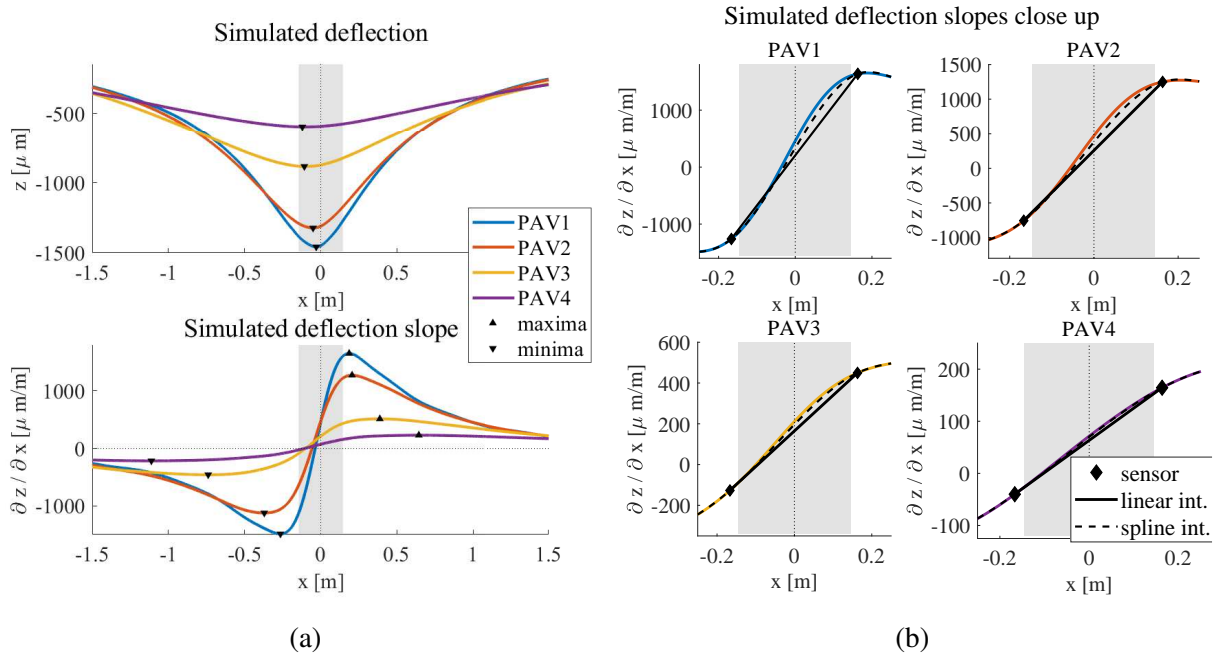 Simulated deflection
-500
-1000
-1500
z [μ m]
-1.5
-1
-0.5
0
0.5
1
1.5
x [m]
PAV1
PAV2
PAV3
PAV4
maxima
minima
Simulated deflection slope
1000
0
-1000
∂ z / ∂ x [μ m/m]
-1.5
-1
-0.5
0
0.5
1
1.5
x [m]
(a)
Simulated deflection slopes close up
PAV1
1000
0
-1000
∂ z / ∂ x [μ m/m]
-0.2
0
0.2
x [m]
PAV2
1500
1000
500
0
-500
-1000
∂ z / ∂ x [μ m/m]
-0.2
0
0.2
x [m]
PAV3
600
400
200
0
-200
∂ z / ∂ x [μ m/m]
-0.2
0
0.2
x [m]
PAV4
200
100
0
-100
∂ z / ∂ x [μ m/m]
-0.2
0
0.2
x [m]
sensor
linear int.
spline int.
(b)